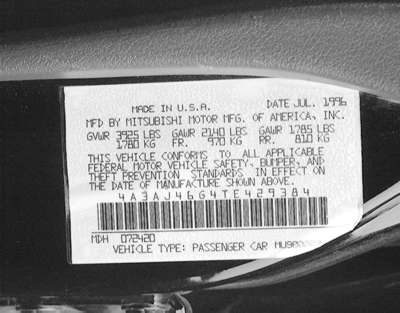 MADE IN U.S.A. DATE JUL. 1996
MFD BY MITSUBISHI MOTOR MFG. OF AMERICA, INC.
GVWR 3925 LBS GAWR 2140 LBS GAWR 1785 LBS
1780 KG FR. 970 KG RR. 810 KG
THIS VEHICLE CONFORMS TO ALL APPLICABLE
FEDERAL MOTOR VEHICLE SAFETY, BUMPER, AND
THEFT PREVENTION STANDARDS IN EFFECT ON
THE DATE OF MANUFACTURE SHOWN ABOVE.
4A3AJ46G4TE429384
MDH 072420
VEHICLE TYPE: PASSENGER CAR